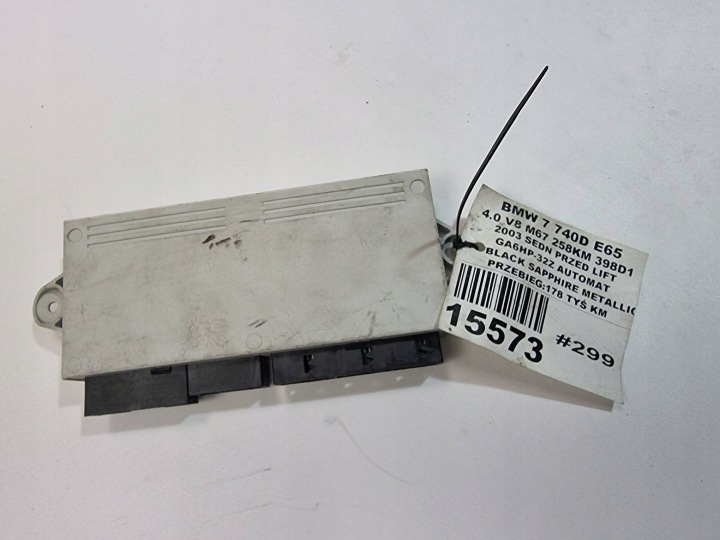 BMW 7 740D E65
4.0 V8 M67 258KM 398D1
2003 SEDN PRZED LIFT
GA6HP-32Z AUTOMAT
BLACK SAPPHIRE METALLIC
PRZEBIEG:178 TYŚ KM
15573 #299